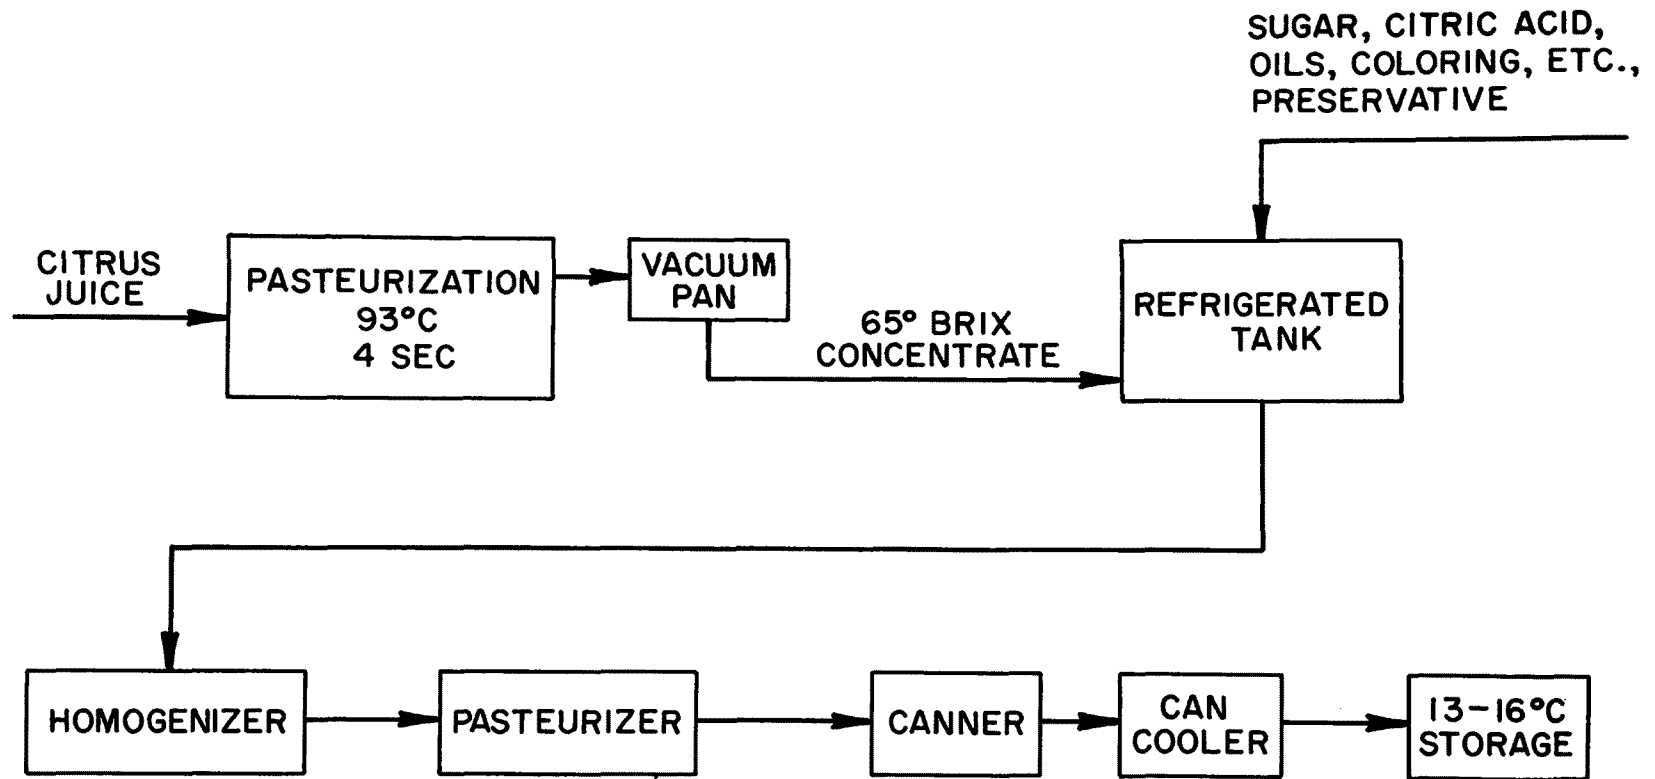 SUGAR, CITRIC ACID,
OILS, COLORING, ETC.,
PRESERVATIVE
CITRUS
JUICE
PASTEURIZATION
93°C
4 SEC
VACUUM
PAN
65° BRIX
CONCENTRATE
REFRIGERATED
TANK
HOMOGENIZER
PASTEURIZER
CANNER
CAN
COOLER
13-16°C
STORAGE